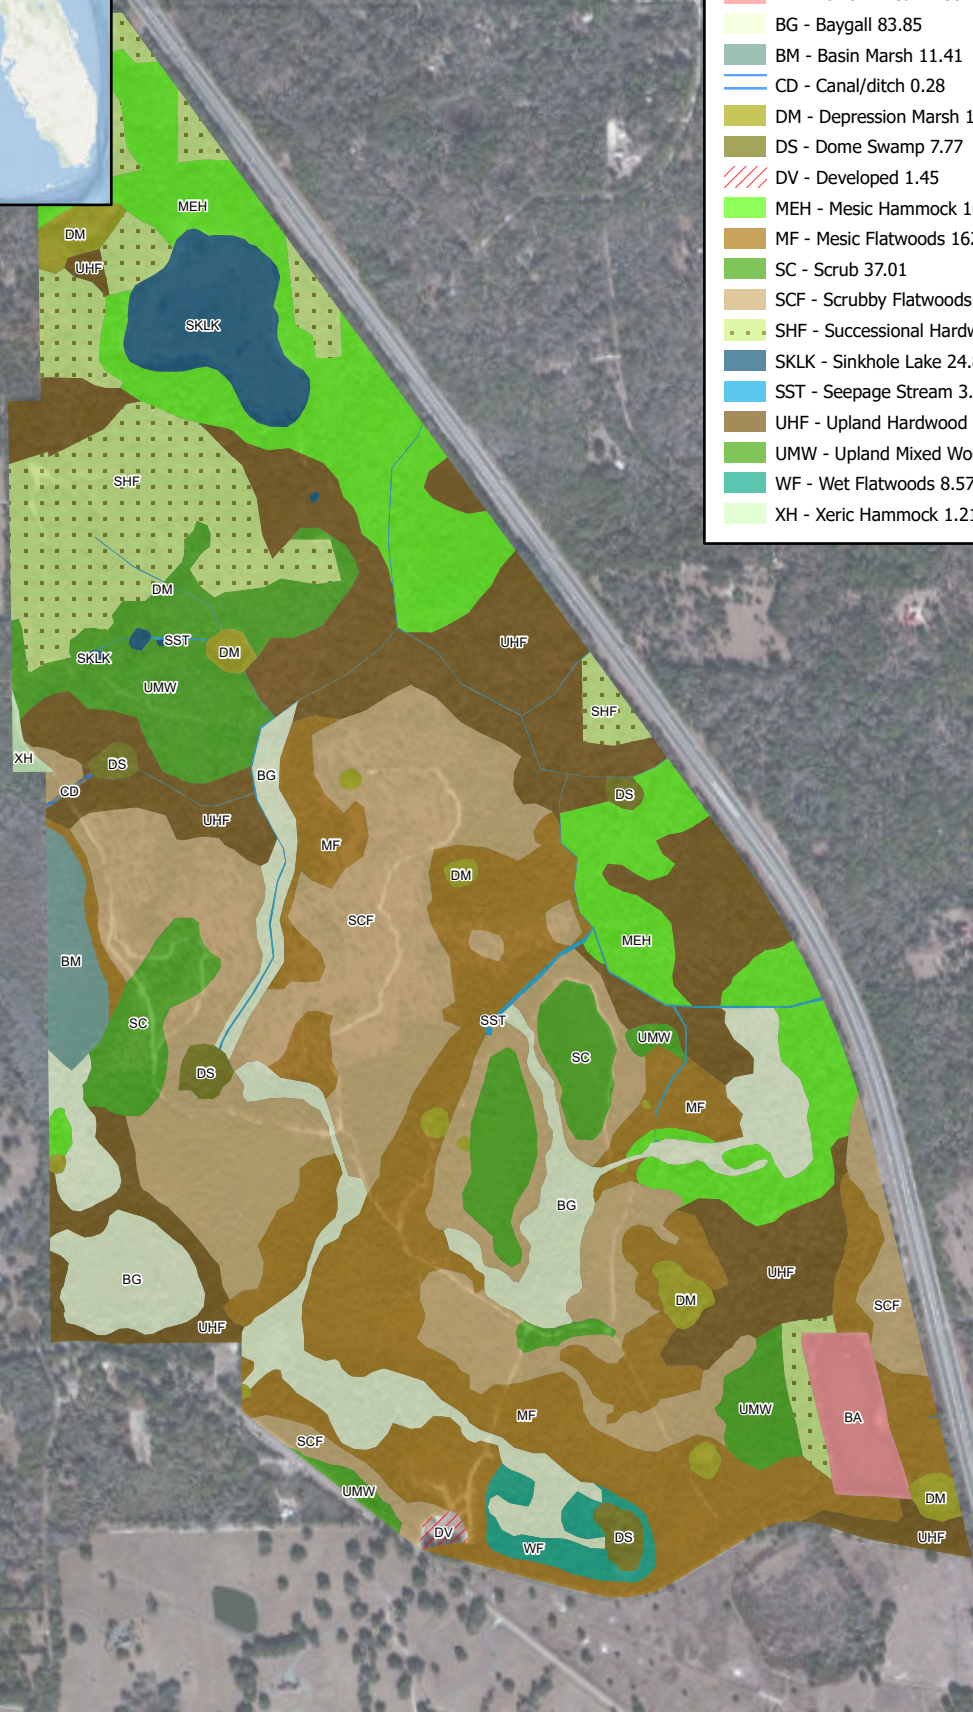 BG - Baygall 83.85
BM - Basin Marsh 11.41
CD - Canal/ditch 0.28
DM - Depression Marsh 1
DS - Dome Swamp 7.77
DV - Developed 1.45
MEH - Mesic Hammock 1
MF - Mesic Flatwoods 162
SC - Scrub 37.01
SCF - Scrubby Flatwoods
SHF - Successional Hardw
SKLK - Sinkhole Lake 24.
SST - Seepage Stream 3.
UHF - Upland Hardwood
UMW - Upland Mixed Wo
WF - Wet Flatwoods 8.57
XH - Xeric Hammock 1.21
MEH
DM
UHF
SKLK
SHF
DM
SST
DM
SKLK
UHF
UMW
SHF
XH
DS
BG
CD
DS
UHF
MF
DM
SCF
MEH
BM
SST
SC
UMW
SC
DS
MF
BG
BG
UHF
DM
SCF
UHF
UMW
MF
BA
SCF
UMW
DM
DV
DS
UHF
WF